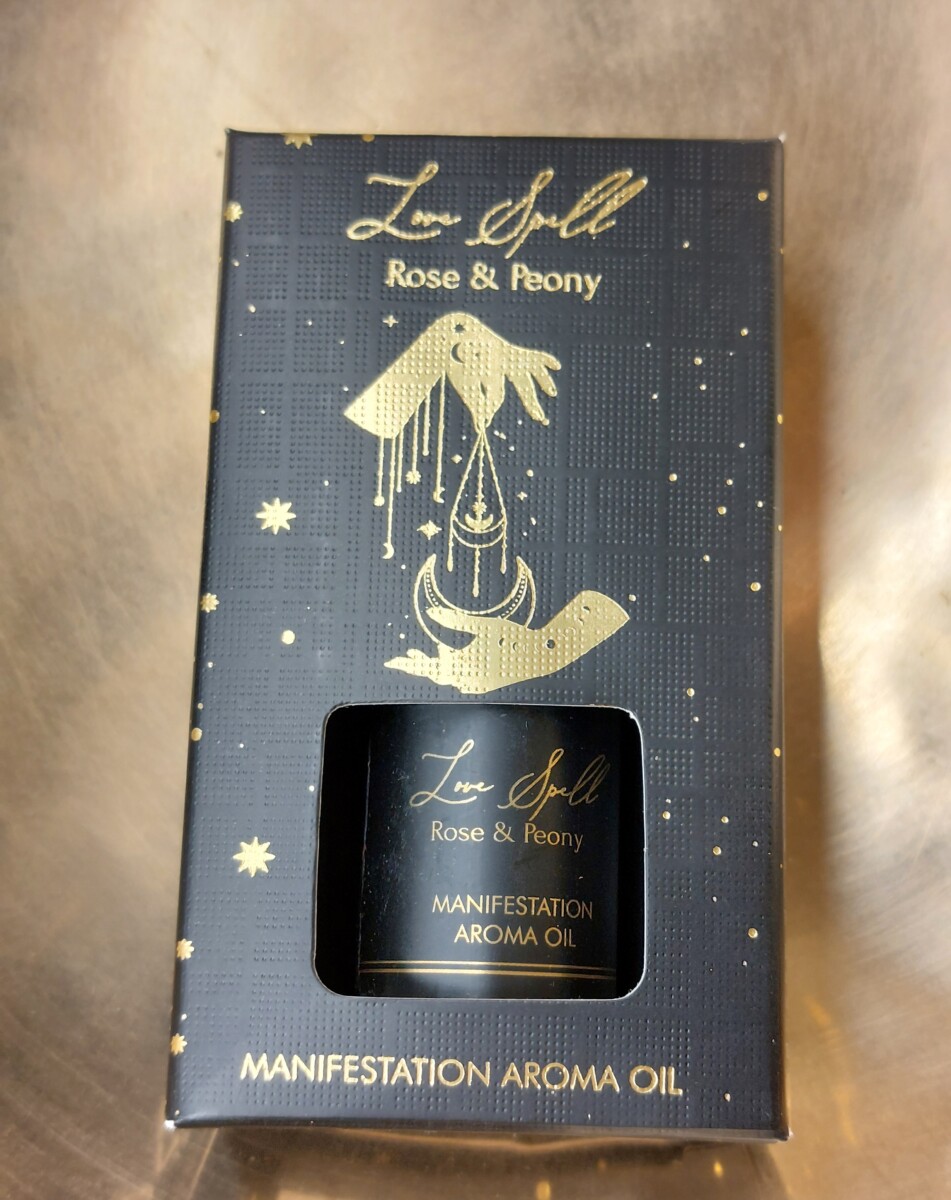 Love Spell
Rose & Peony
Love Spell
Rose & Peony
MANIFESTATION
AROMA OIL
MANIFESTATION AROMA OIL